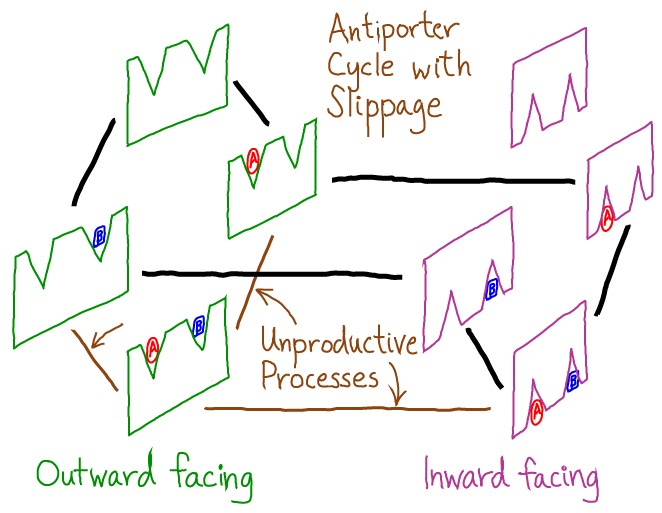 Antiporter
Cycle with
Slippage
A
A
B
B
A
B
Unproductive
Processes
A
B
Outward facing
Inward facing